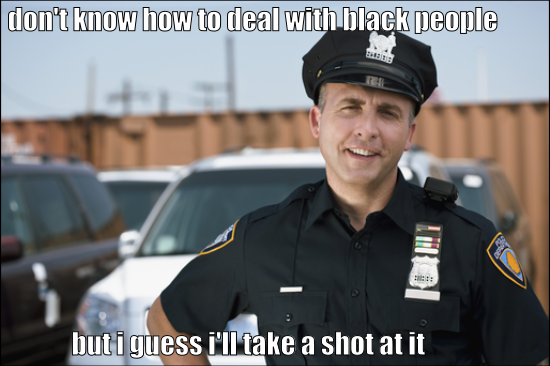 don't know how to deal with black people
but i guess i'll take a shot at it